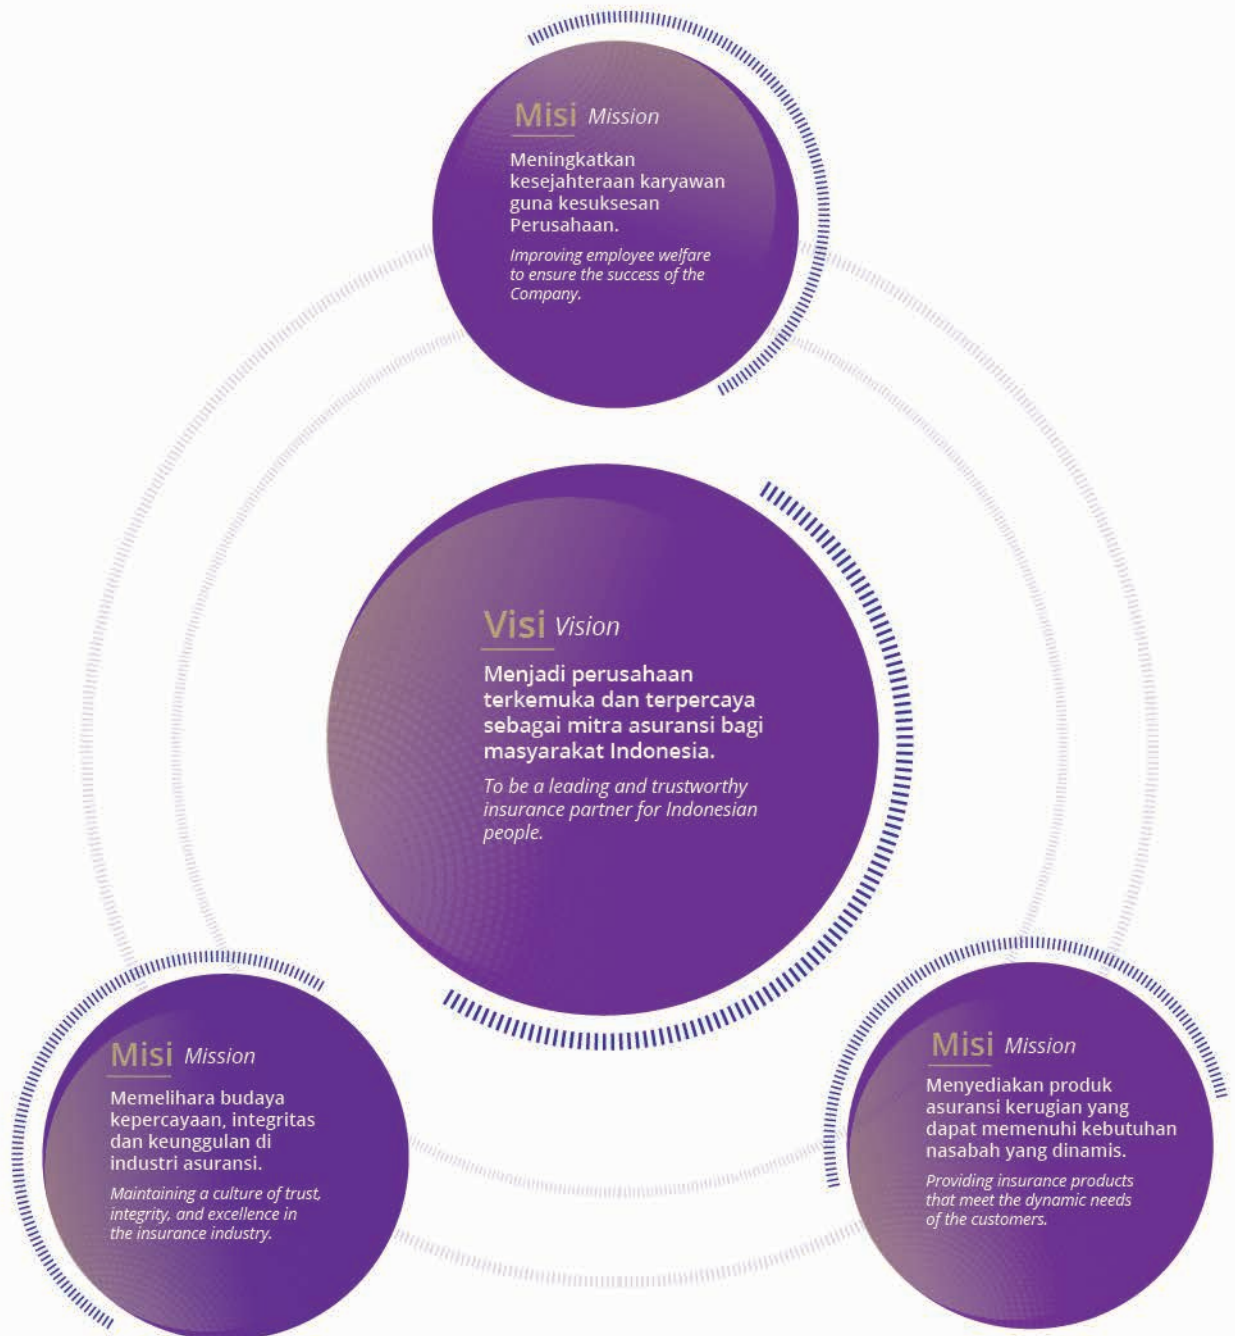 Misi Mission
Meningkatkan
kesejahteraan karyawan
guna kesuksesan
Perusahaan.
Improving employee welfare
to ensure the success of the
Company.
Visi Vision
Menjadi perusahaan
terkemuka dan terpercaya
sebagai mitra asuransi bagi
masyarakat Indonesia.
To be a leading and trustworthy
insurance partner for Indonesian
people.
Misi Mission
Memelihara budaya
kepercayaan, integritas
dan keunggulan di
industri asuransi.
Maintaining a culture of trust,
integrity, and excellence in
the insurance industry.
Misi Mission
Menyediakan produk
asuransi kerugian yang
dapat memenuhi kebutuhan
nasabah yang dinamis.
Providing insurance products
that meet the dynamic needs
of the customers.